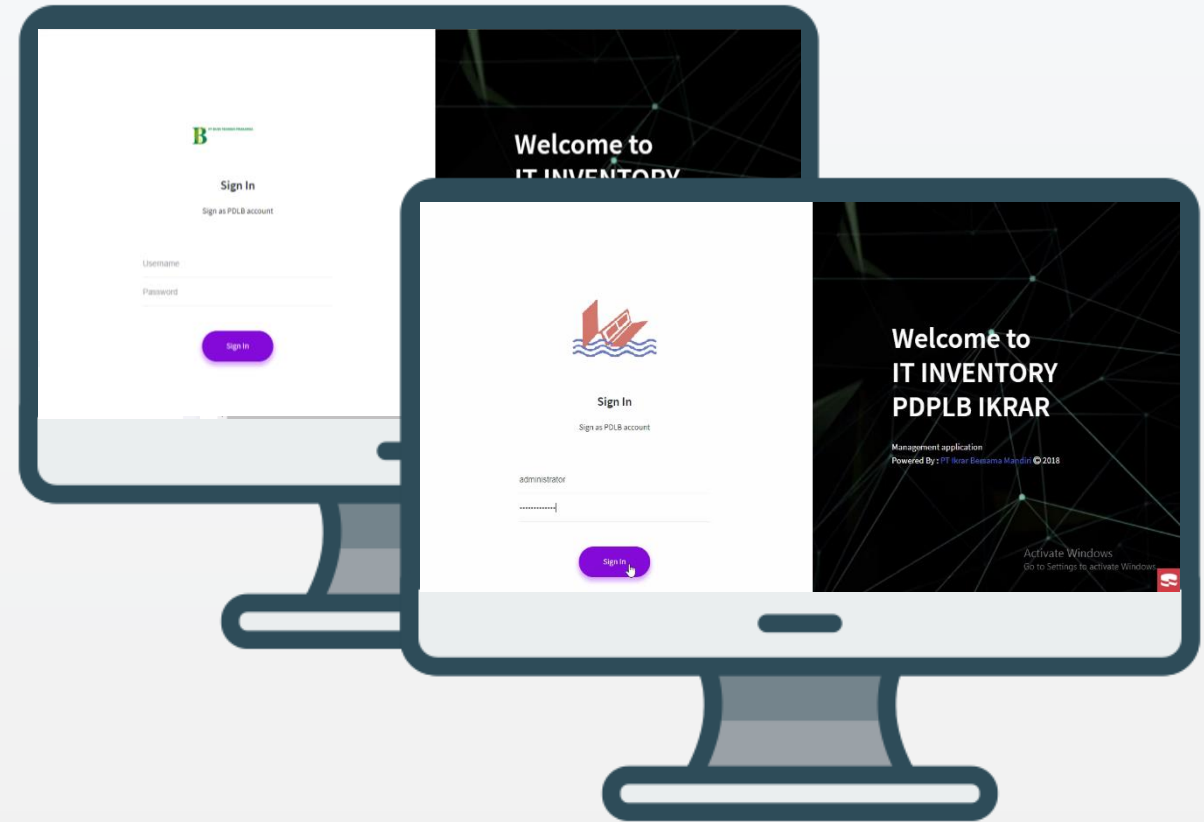 B
Sign In
Sign as PDLB account
Username
Password
Sign In
Welcome to
IT INVENTORY
Sign In
Sign as PDLB account
administrator
Sign In
Welcome to
IT INVENTORY
PDPLB IKRAR
Management application
Powered By : PT Ikrar Beesama Mandiri © 2018
Activate Windows
Go to Settings to activate Windows.